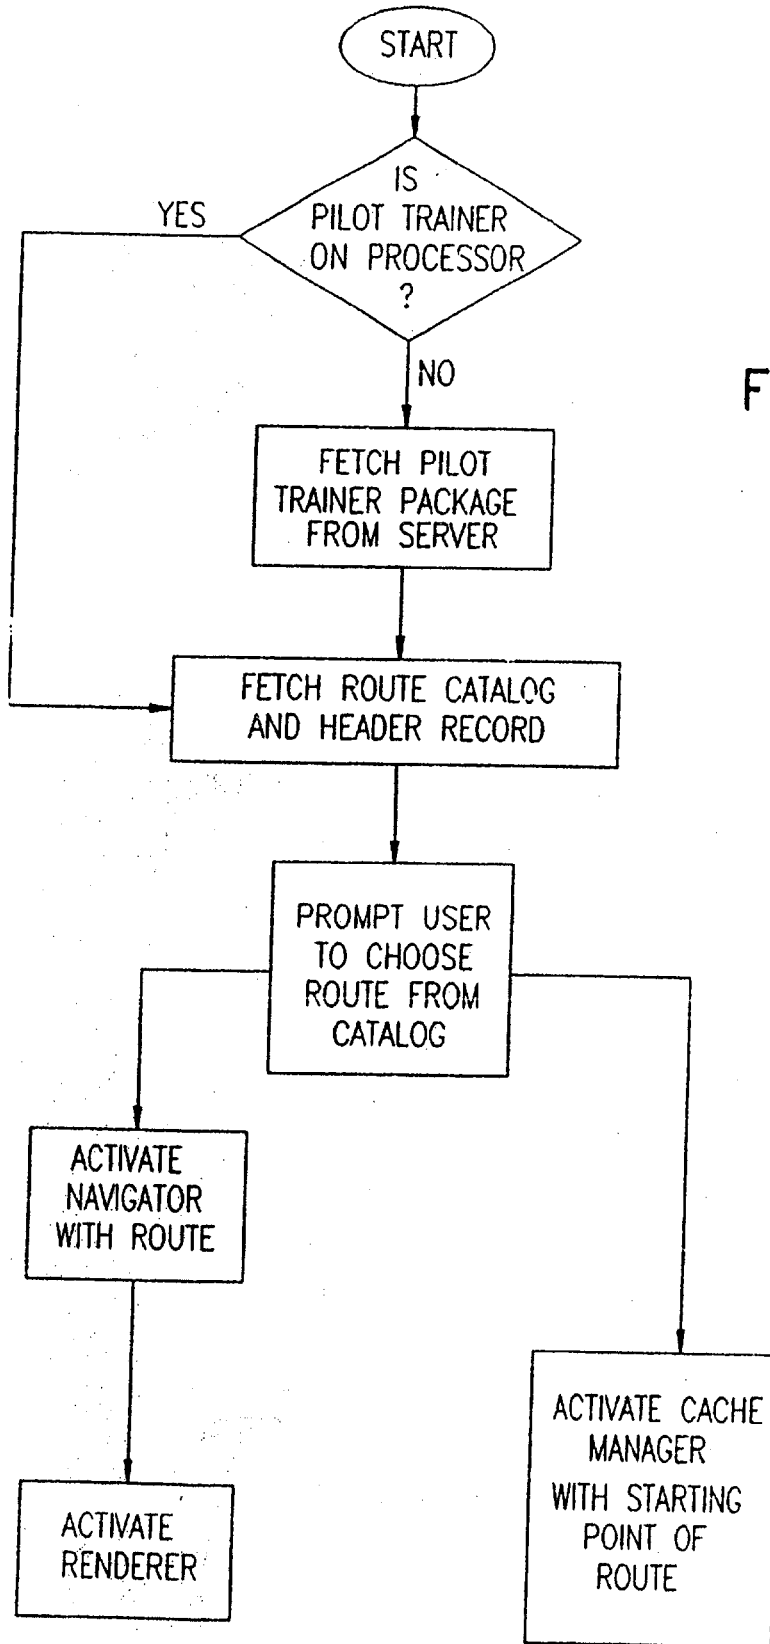 START
IS
PILOT TRAINER
ON PROCESSOR
?
YES
NO
F
FETCH PILOT
TRAINER PACKAGE
FROM SERVER
FETCH ROUTE CATALOG
AND HEADER RECORD
PROMPT USER
TO CHOOSE
ROUTE FROM
CATALOG
ACTIVATE
NAVIGATOR
WITH ROUTE
ACTIVATE
RENDERER
ACTIVATE CACHE
MANAGER
WITH STARTING
POINT OF
ROUTE